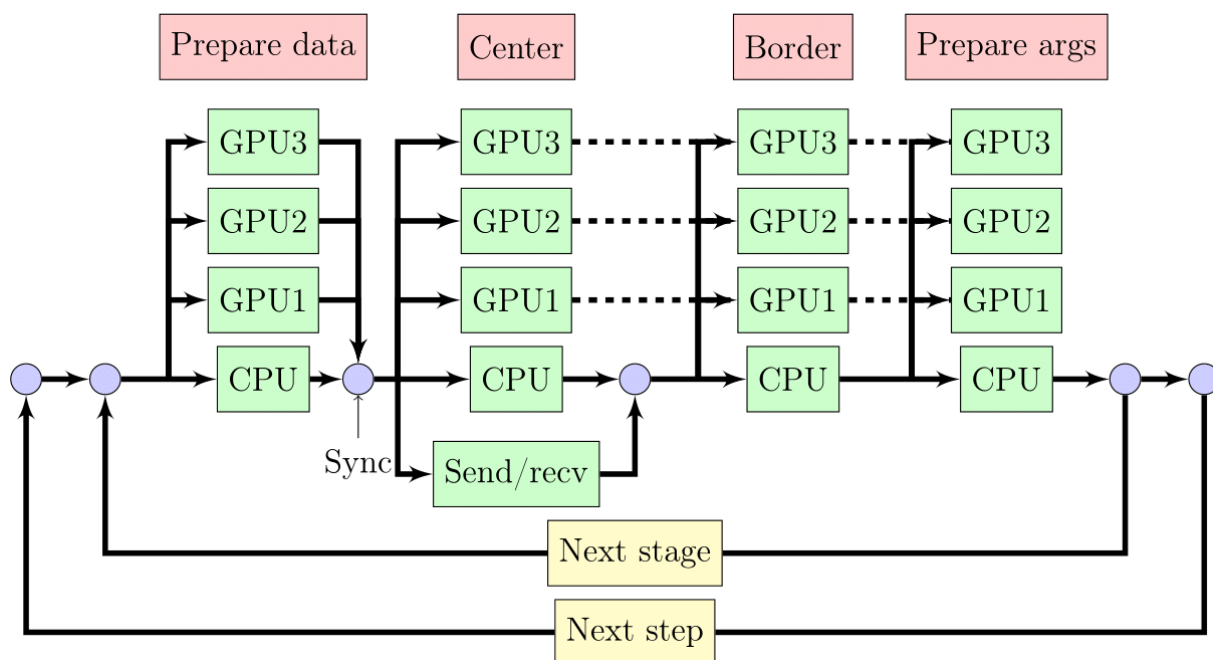 Prepare data
Center
Border
Prepare args
GPU3
GPU3
GPU3
GPU3
GPU2
GPU2
GPU2
GPU2
GPU1
GPU1
GPU1
GPU1
CPU
CPU
CPU
CPU
Sync
Send/recv
Next stage
Next step